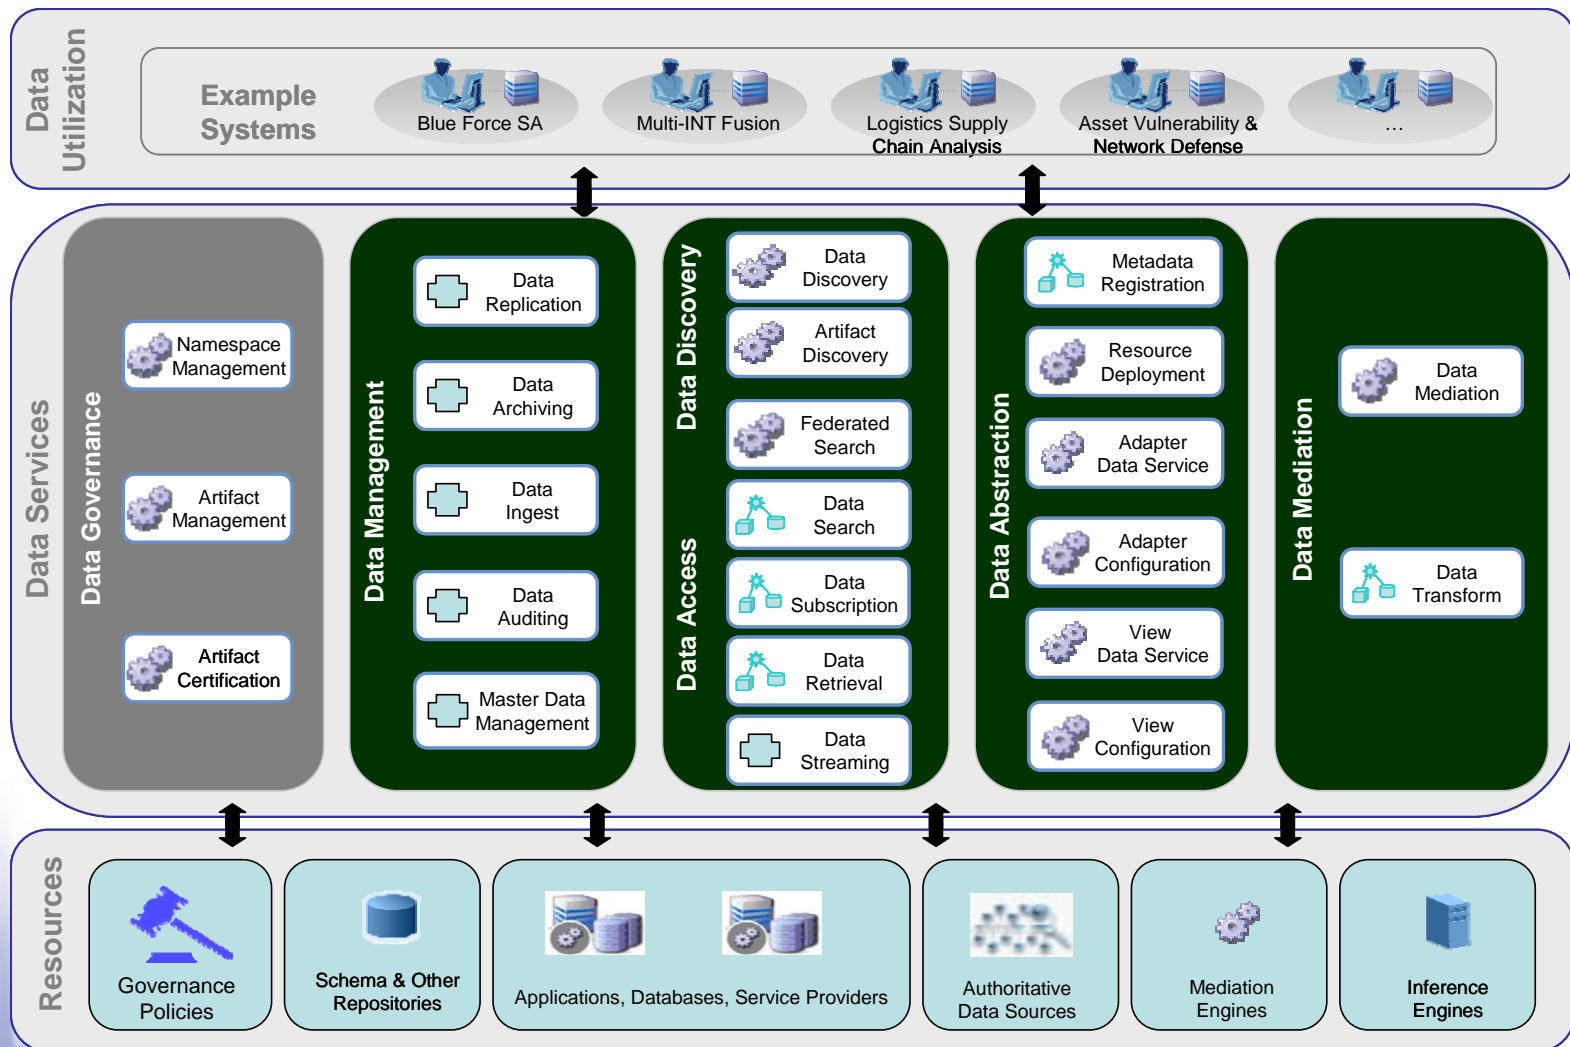 Data
Utilization
Example
Systems
Blue Force SA
Multi-INT Fusion
Logistics Supply
Chain Analysis
Asset Vulnerability &
Network Defense
...
Data Services
Data Governance
Namespace
Management
Artifact
Management
Artifact
Certification
Data Management
Data
Replication
Data
Archiving
Data
Ingest
Data
Auditing
Master Data
Management
Data Discovery
Data
Discovery
Artifact
Discovery
Federated
Search
Data Access
Data
Search
Data
Subscription
Data
Retrieval
Data
Streaming
Data Abstraction
Metadata
Registration
Resource
Deployment
Adapter
Data Service
Adapter
Configuration
View
Data Service
View
Configuration
Data Mediation
Data
Mediation
Data
Transform
Resources
Governance
Policies
Schema & Other
Repositories
Applications, Databases, Service Providers
Authoritative
Data Sources
Mediation
Engines
Inference
Engines